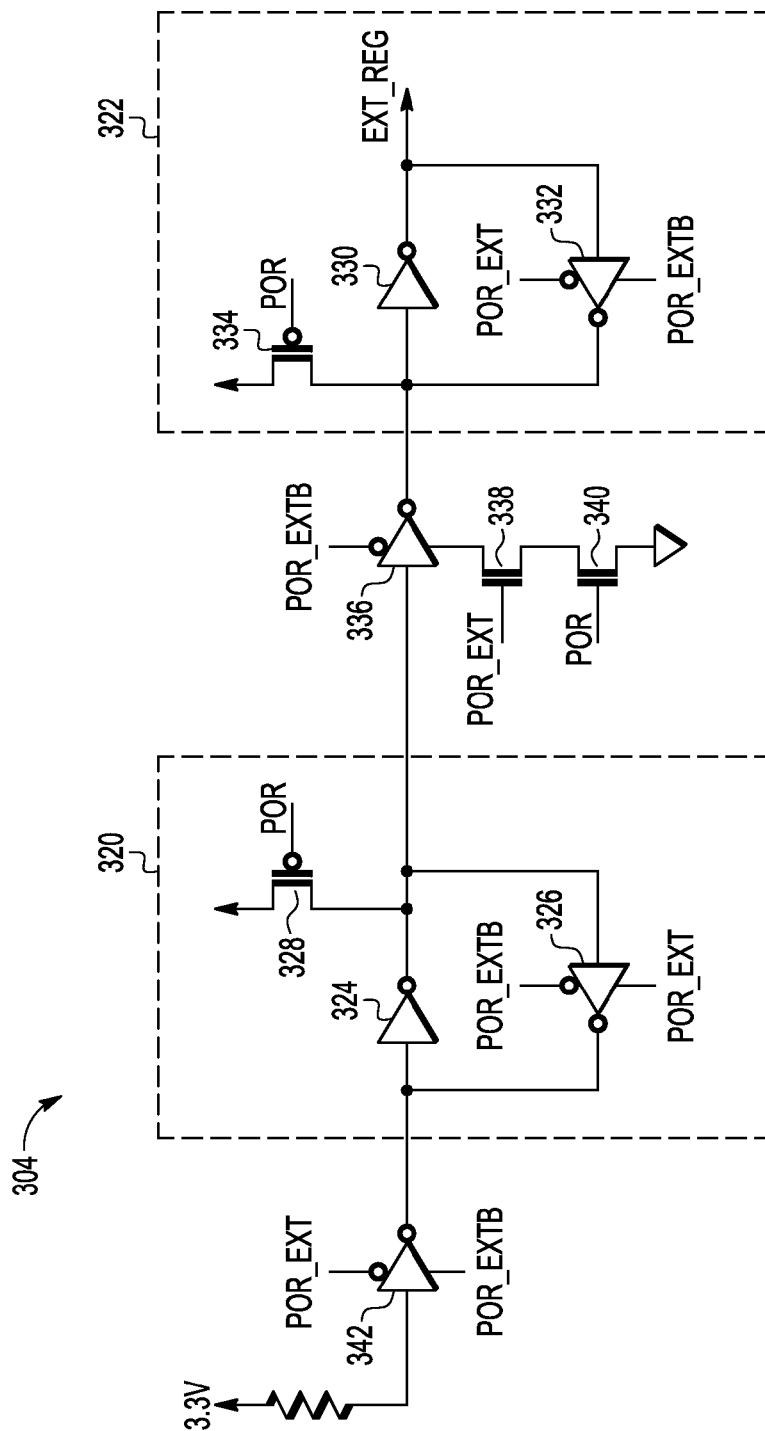 304
3.3V
342
POR_EXT
POR_EXTB
320
324
328
POR
326
POR_EXTB
POR_EXT
336
POR_EXTB
338
POR_EXT
340
POR
322
334
POR
330
EXT_REG
332
POR_EXT
POR_EXTB